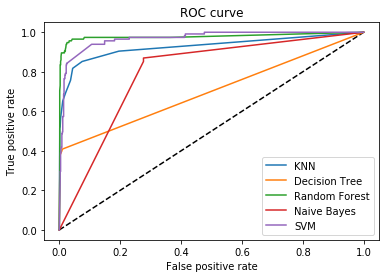 ROC curve
True positive rate
1.0
0.8
0.6
0.4
0.2
0.0
0.0
0.2
0.4
0.6
0.8
1.0
False positive rate
KNN
Decision Tree
Random Forest
Naive Bayes
SVM